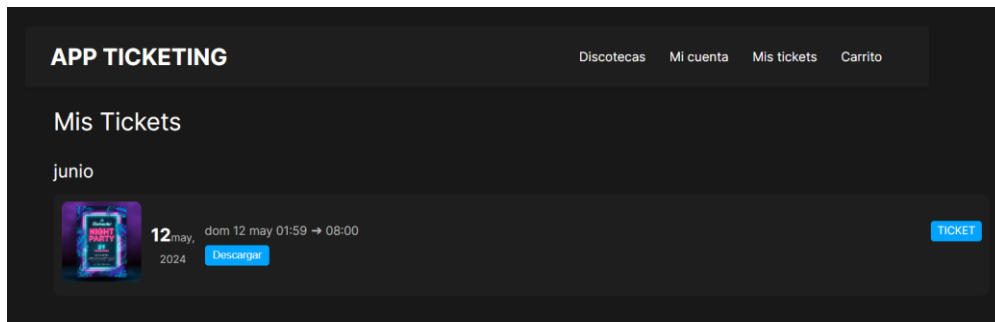 APP TICKETING
Discotecas Mi cuenta Mis tickets Carrito
Mis Tickets
junio
NIGHT
PARTY
12may,
2024
dom 12 may 01:59 ➔ 08:00
Descargar
TICKET